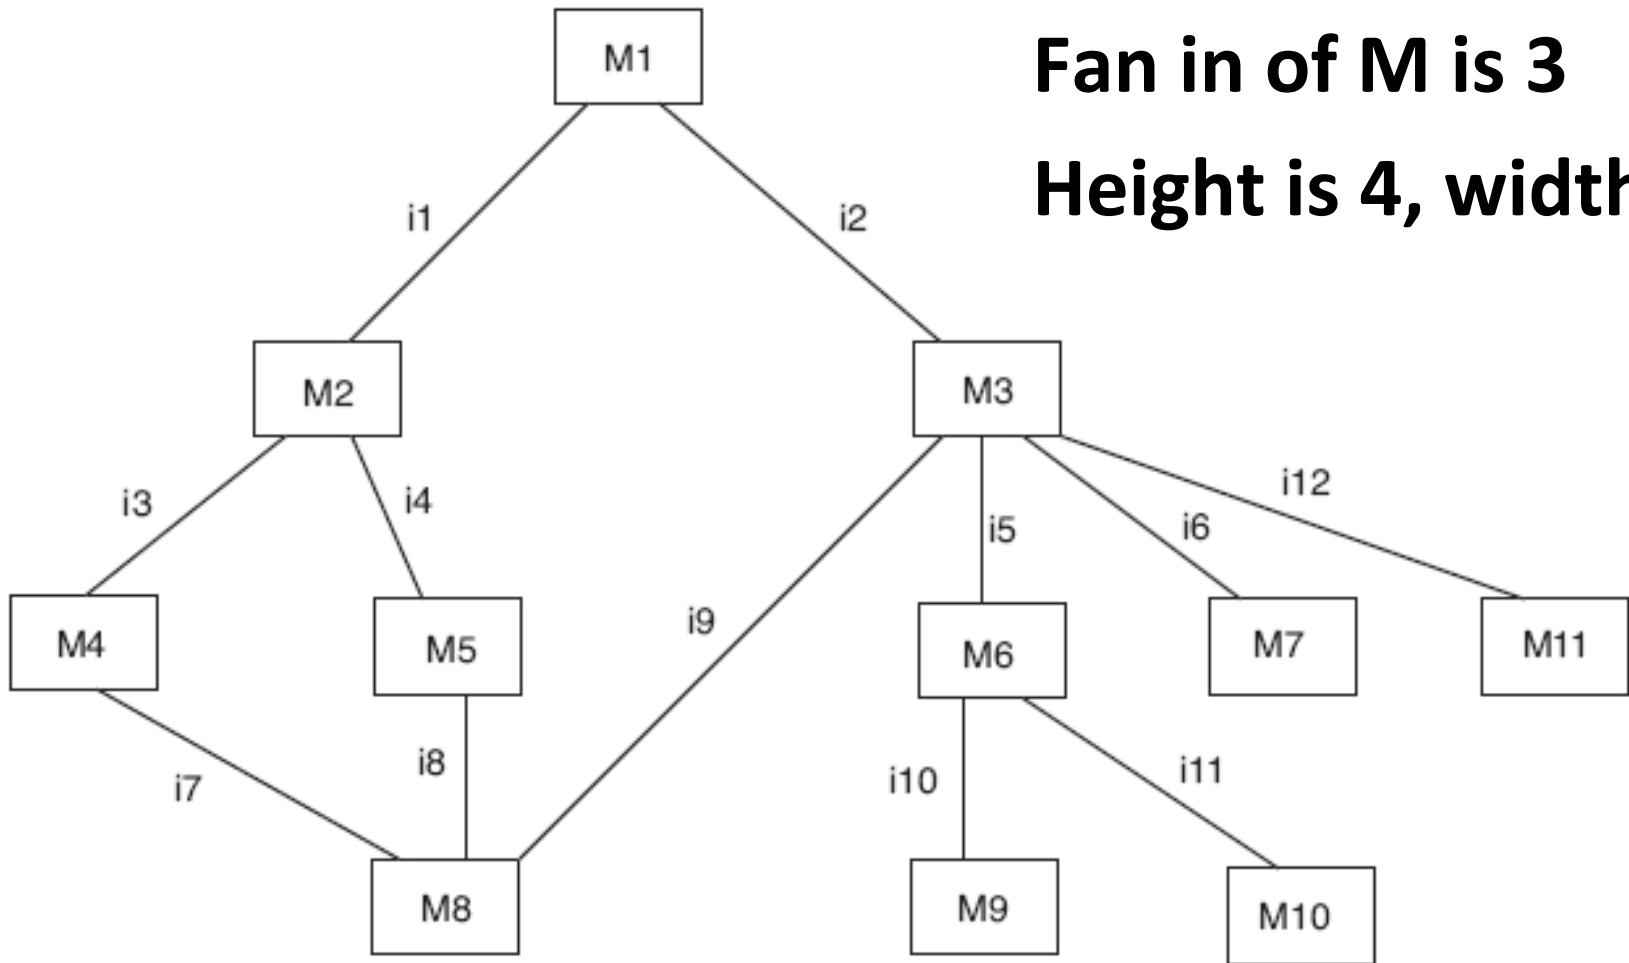 M1
Fan in of M is 3
Height is 4, width
i1
i2
M2
M3
i3
i4
i5
i6
i12
M4
M5
i9
M6
M7
M11
i7
i8
i10
i11
M8
M9
M10